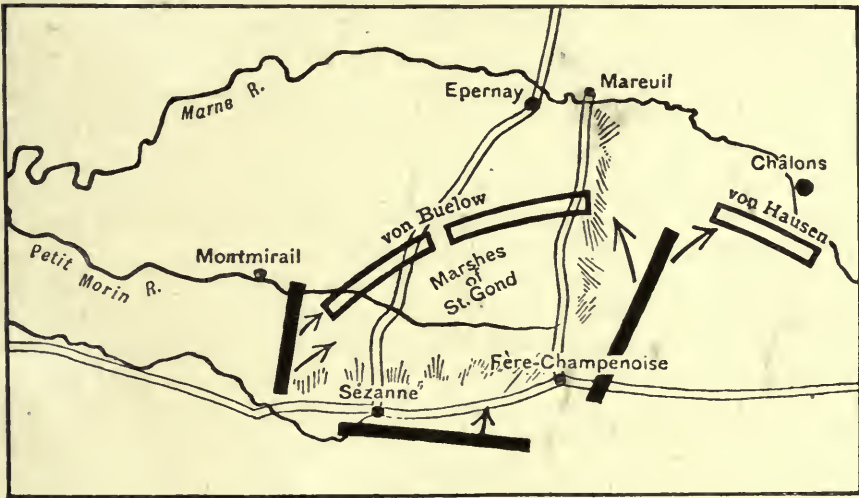 Marne R.
Epernay
Mareuil
Châlons
von Buelow
von Hausen
Petit Morin R.
Montmirail
Marshes
of
St. Gond
Fère-Champenoise
Sézanne